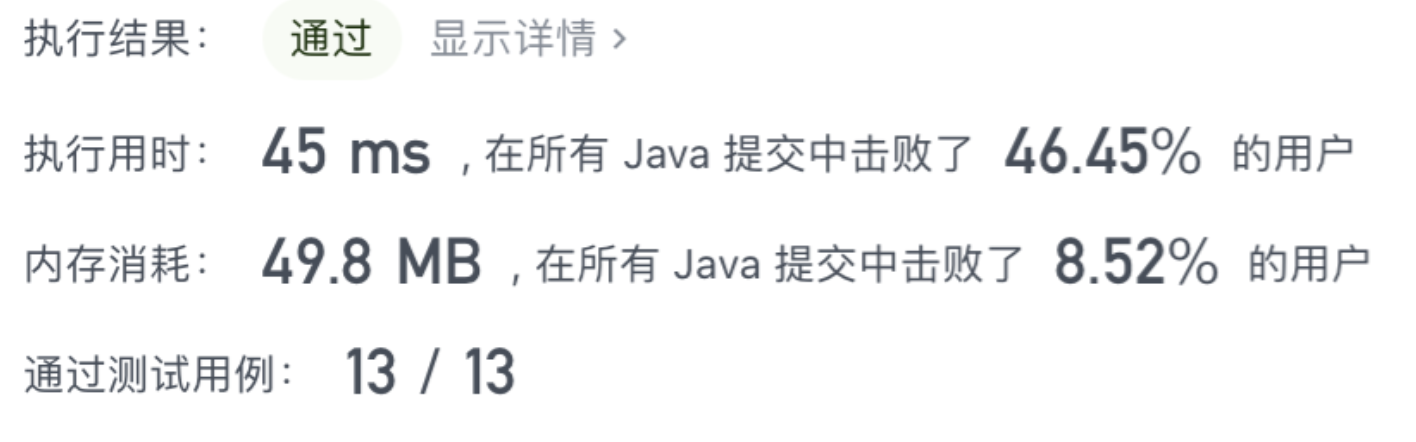 执行结果： 通过 显示详情 >
执行用时： 45 ms , 在所有 Java 提交中击败了 46.45% 的用户
内存消耗： 49.8 MB , 在所有 Java 提交中击败了 8.52% 的用户
通过测试用例： 13 / 13